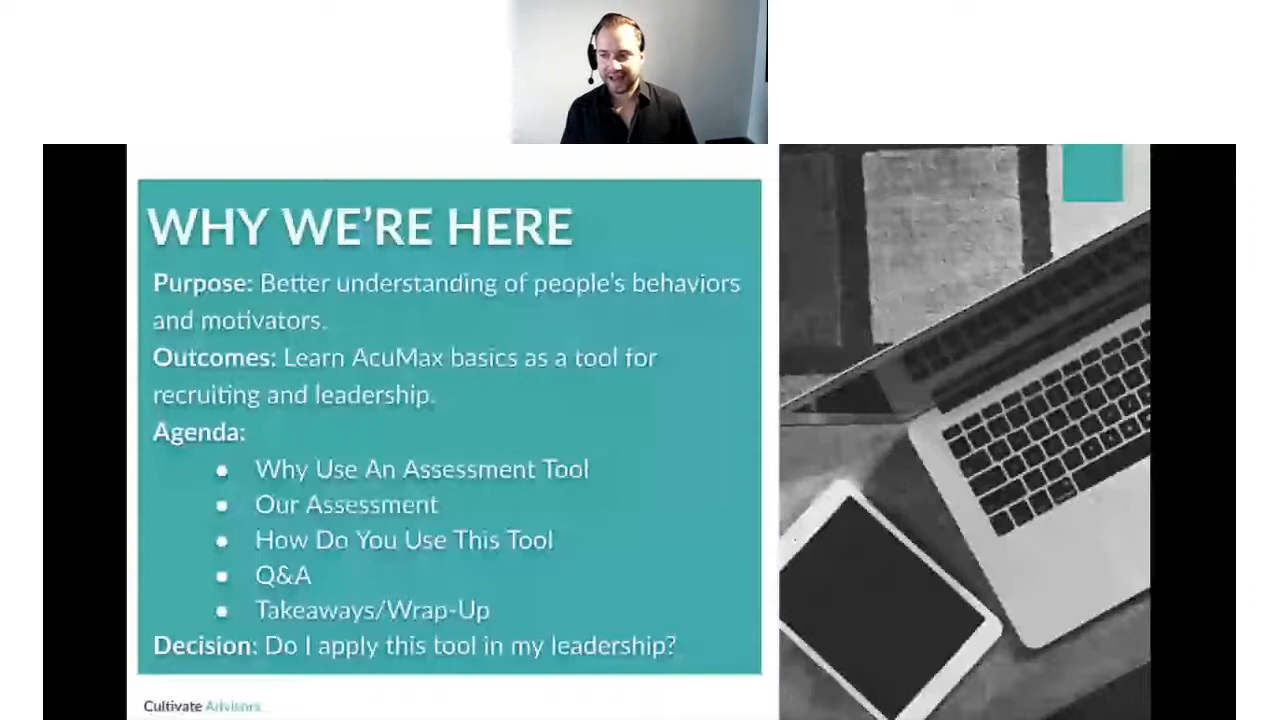 WHY WE'RE HERE
Purpose: Better understanding of people's behaviors
and motivators.
Outcomes: Learn AcuMax basics as a tool for
recruiting and leadership.
Agenda:
● Why Use An Assessment Tool
● Our Assessment
● How Do You Use This Tool
● Q&A
● Takeaways/Wrap-Up
Decision: Do I apply this tool in my leadership?
Cultivate Advisors